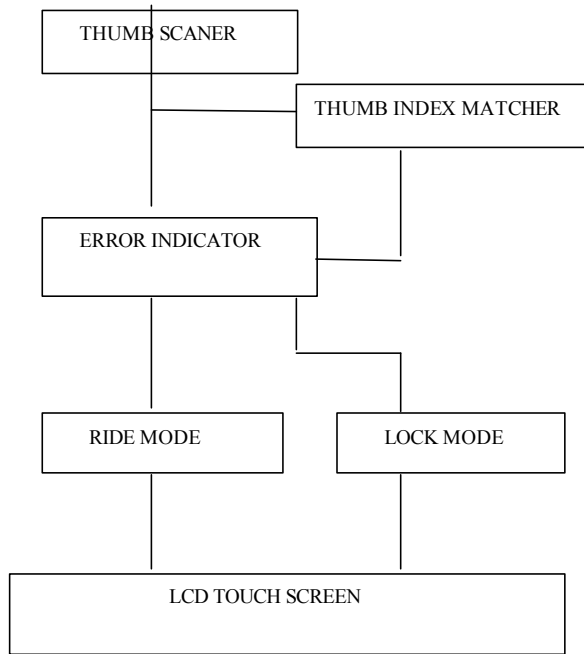 THUMB SCANER
THUMB INDEX MATCHER
ERROR INDICATOR
RIDE MODE
LOCK MODE
LCD TOUCH SCREEN